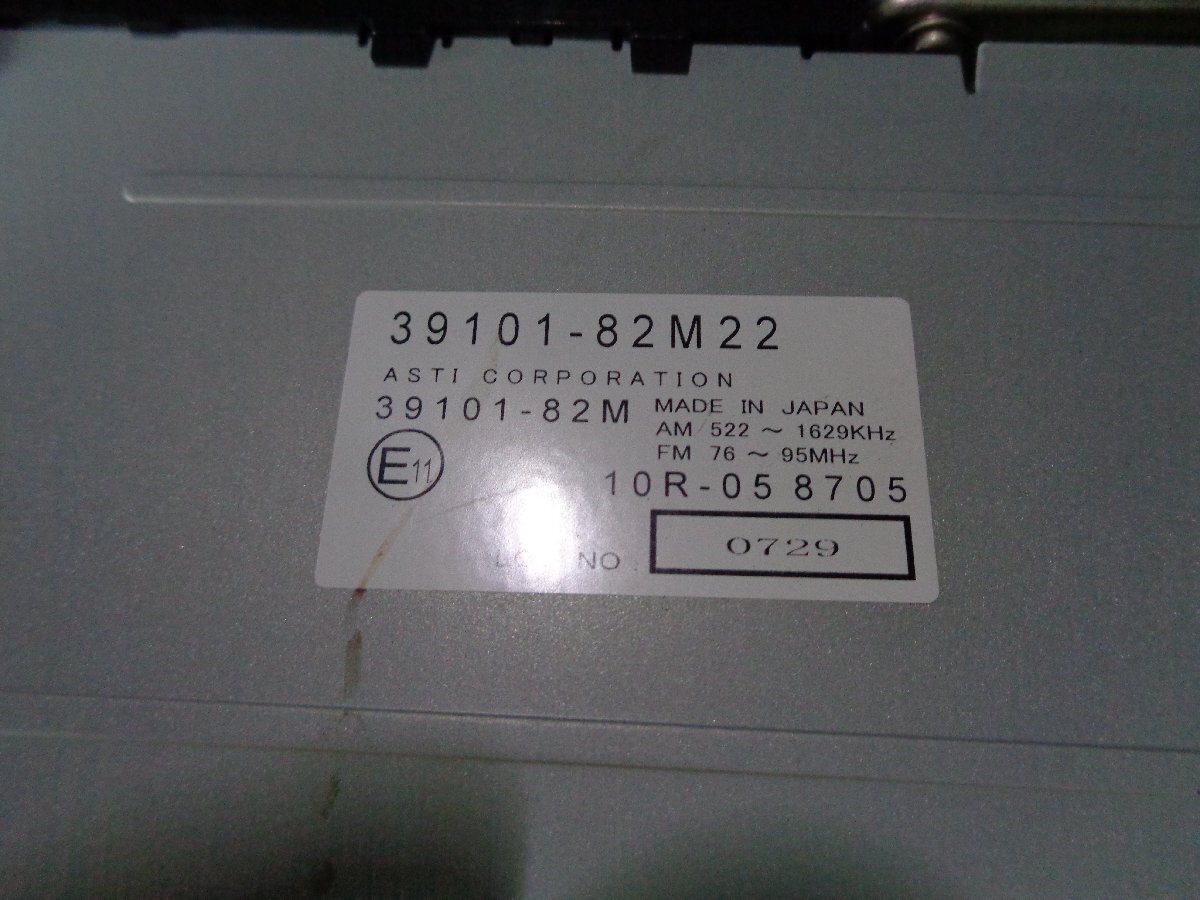 39101-82M22
ASTI CORPORATION
39101-82M
MADE IN JAPAN
AM/522 ~ 1629KHz
FM 76 ~ 95MHz
E11
10R-05 8705
NO.
0729